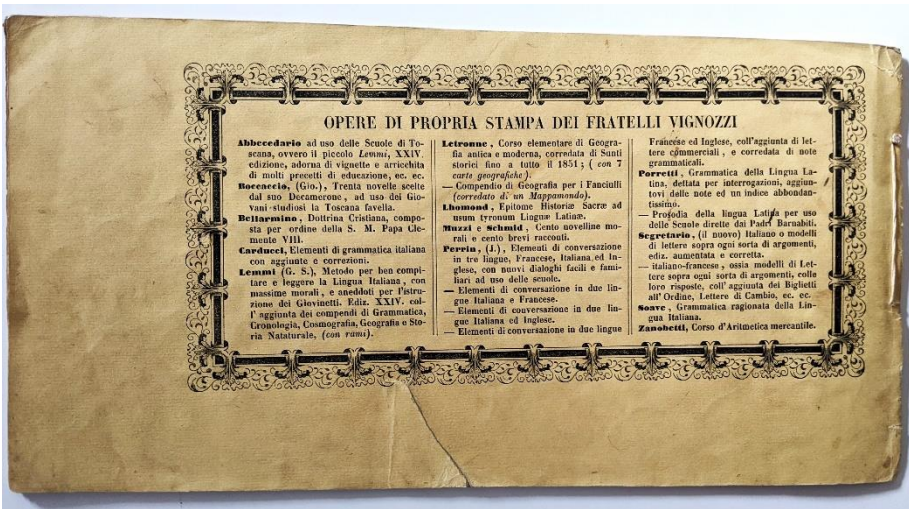 OPERE DI PROPRIA STAMPA DEI FRATELLI VIGNOZZI
Abbecedario ad uso delle Scuole di To-
scana, ovvero il piccolo Lemmi, XXIV
edizione, adorna di vignette e arricchita
di molti precetti di educazione, ec. ec.
Boccaccio, (Gio.), Trenta novelle scelte
dal suo Decamerone, ad uso dei Gio-
vani studiosi la Toscana favella.
Bellarmino, Dottrina Cristiana, compo-
sta per ordine della S. M. Papa Cle-
mente VIII.
Carducci, Elementi di grammatica italiana
con aggiunte e correzioni.
Lemmi (G. S.), Metodo per ben compi-
tare e leggere la Lingua Italiana, con
massime morali, e aneddoti per l'istru-
zione dei Giovinetti. Ediz. XXIV. col-
l'aggiunta dei compendi di Grammatica,
Cronologia, Cosmografia, Geografia e Sto-
ria Nataturale, (con rami).
Letronne, Corso elementare di Geogra-
fia antica e moderna, corredata di Sunti
storici fino a tutto il 1851; (con 7
carte geografiche).
— Compendio di Geografia per i Fanciulli
(corredato di un Mappamondo).
Lhomond, Epitome Historiæ Sacræ ad
usum tyronum Linguæ Latinæ.
Muzzi e Schmid, Cento novelline mo-
rali e cento brevi racconti.
Perrin, (J.), Elementi di conversazione
in tre lingue, Francese, Italiana ed In-
glese, con nuovi dialoghi facili e fami-
liari ad uso delle scuole.
— Elementi di conversazione in due lin-
gue Italiana e Francese.
— Elementi di conversazione in due lin-
gue Italiana ed Inglese.
— Elementi di conversazione in due lingue
Francese ed Inglese, coll'aggiunta di let-
tere commerciali, e corredata di note
grammaticali.
Porretti, Grammatica della Lingua La-
tina, dettata per interrogazioni, aggiun-
tovi delle note ed un indice abbondan-
tissimo.
— Prosodia della lingua Latina per uso
delle Scuole dirette dai Padri Barnabiti.
Segretario, (il nuovo) Italiano o modelli
di lettere sopra ogni sorta di argomenti,
ediz. aumentata e corretta.
— italiano-francese, ossia modelli di Let-
tere sopra ogni sorta di argomenti, colle
loro risposte, coll'aggiunta dei Biglietti
all'Ordine, Lettere di Cambio, ec. ec.
Soave, Grammatica ragionata della Lin-
gua Italiana.
Zanobetti, Corso d'Aritmetica mercantile.